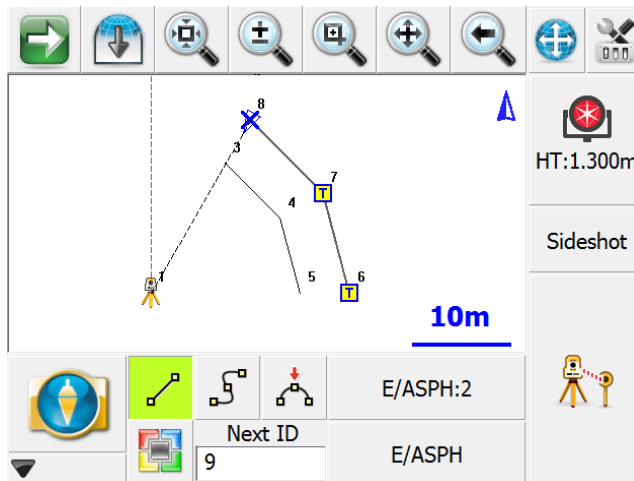 8
3
7
4
1
5
6
10m
HT:1.300m
Sideshot
E/ASPH:2
Next ID
9
E/ASPH
T
T